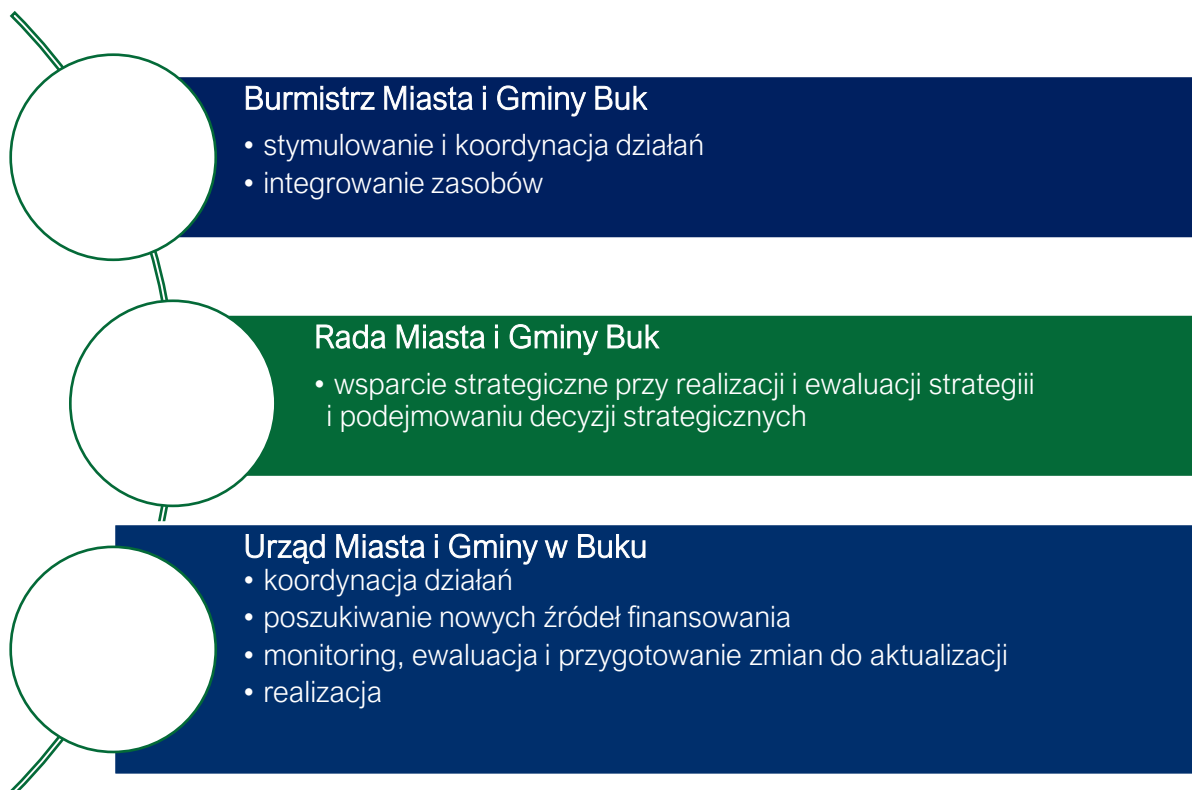 Burmistrz Miasta i Gminy Buk
• stymulowanie i koordynacja działań
• integrowanie zasobów
Rada Miasta i Gminy Buk
• wsparcie strategiczne przy realizacji i ewaluacji strategiii
i podejmowaniu decyzji strategicznych
Urząd Miasta i Gminy w Buku
• koordynacja działań
• poszukiwanie nowych źródeł finansowania
• monitoring, ewaluacja i przygotowanie zmian do aktualizacji
• realizacja